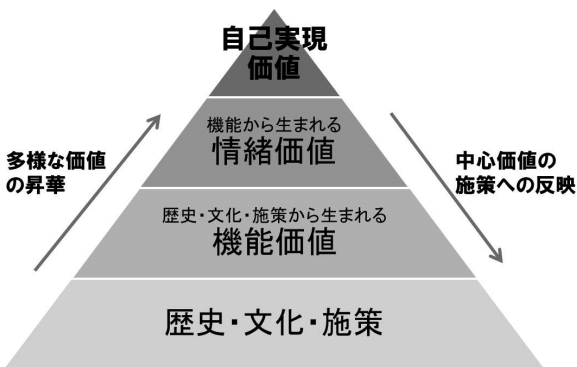 自己実現
価値
機能から生まれる
情緒価値
多様な価値
の昇華
中心価値の
施策への反映
歴史・文化・施策から生まれる
機能価値
歴史・文化・施策